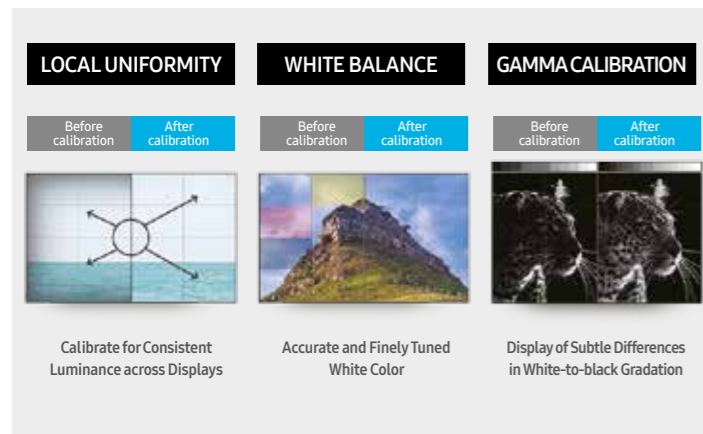 LOCAL UNIFORMITY
Before
calibration
After
calibration
Calibrate for Consistent
Luminance across Displays
WHITE BALANCE
Before
calibration
After
calibration
Accurate and Finely Tuned
White Color
GAMMA CALIBRATION
Before
calibration
After
calibration
Display of Subtle Differences
in White-to-black Gradation